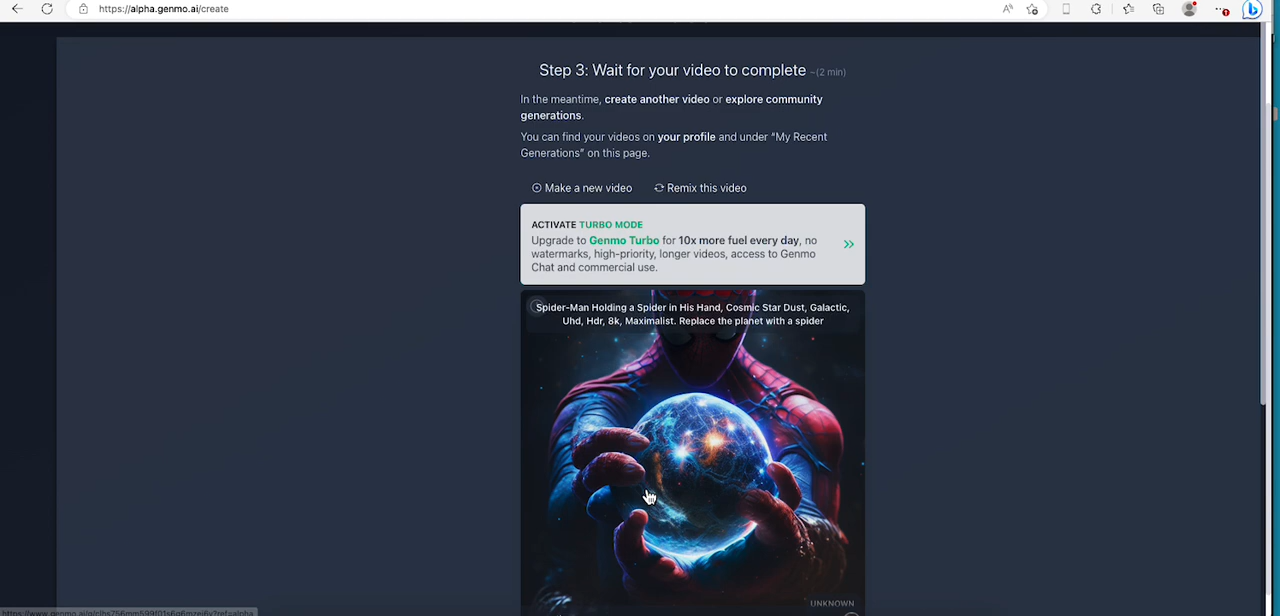 https://alpha.genmo.ai/create
Step 3: Wait for your video to complete ~(2 min)
In the meantime, create another video or explore community
generations.
You can find your videos on your profile and under “My Recent
Generations” on this page.
Make a new video Remix this video
ACTIVATE TURBO MODE
Upgrade to Genmo Turbo for 10x more fuel every day, no
watermarks, high-priority, longer videos, access to Genmo
Chat and commercial use.
Spider-Man Holding a Spider in His Hand, Cosmic Star Dust, Galactic,
Uhd, Hdr, 8k, Maximalist. Replace the planet with a spider
UNKNOWN